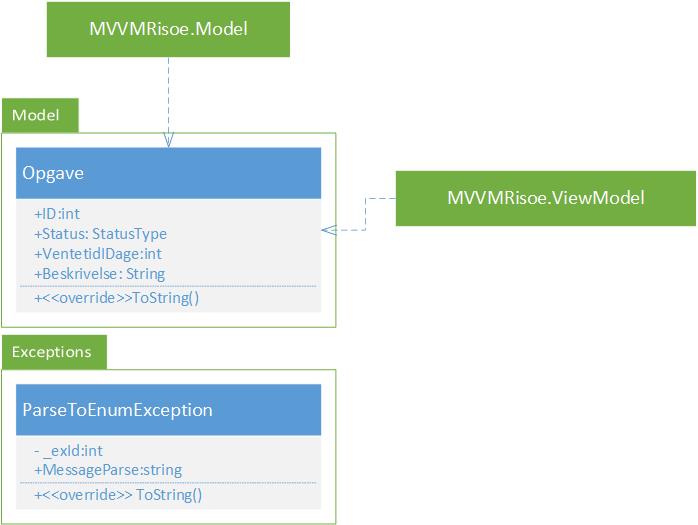 MVVMRisoe.Model
Model
Opgave
+ID:int
+Status: StatusType
+VentetidIDage:int
+Beskrivelse: String
+<<override>>ToString()
MVVMRisoe.ViewModel
Exceptions
ParseToEnumException
- _exId:int
+MessageParse:string
+<<override>> ToString()